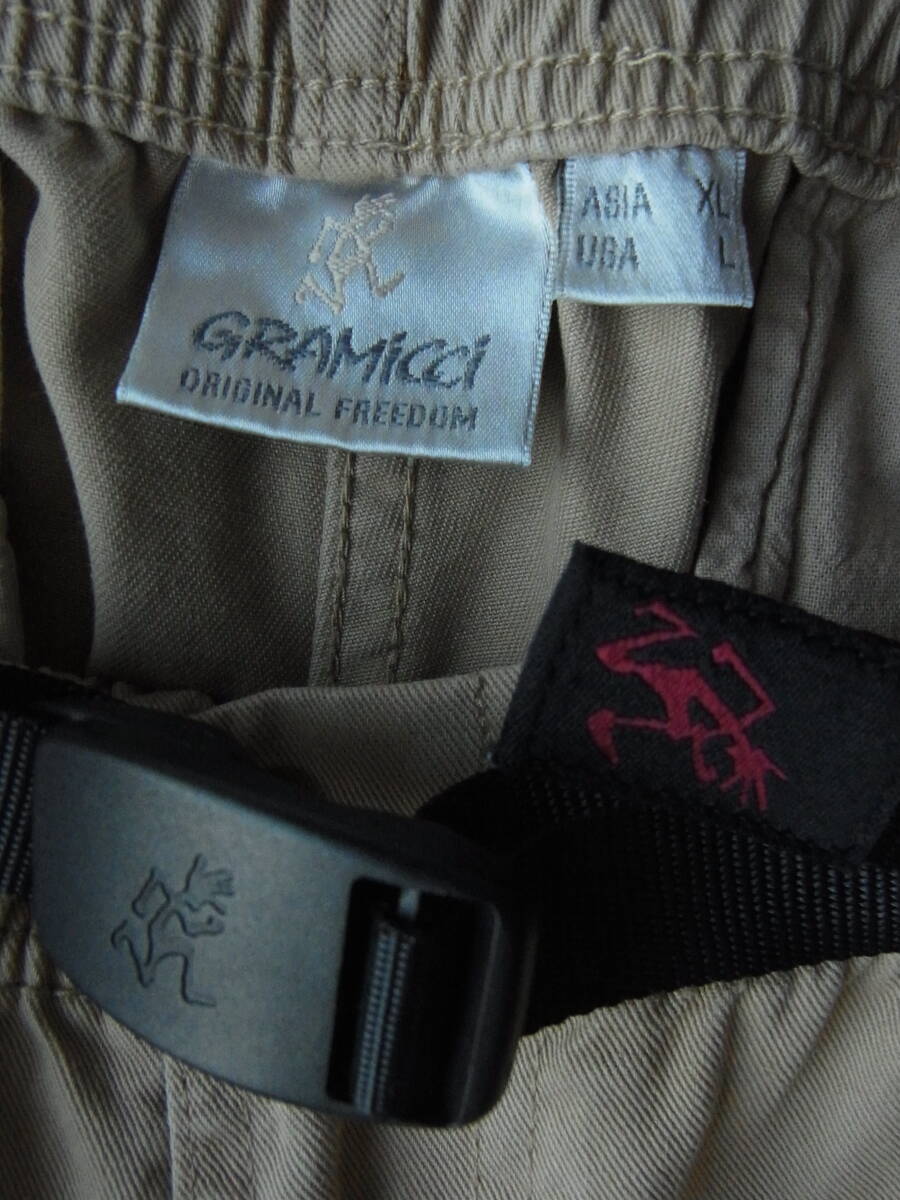 GRAMiCCi
ORIGINAL FREEDOM
ASIA XL
USA L